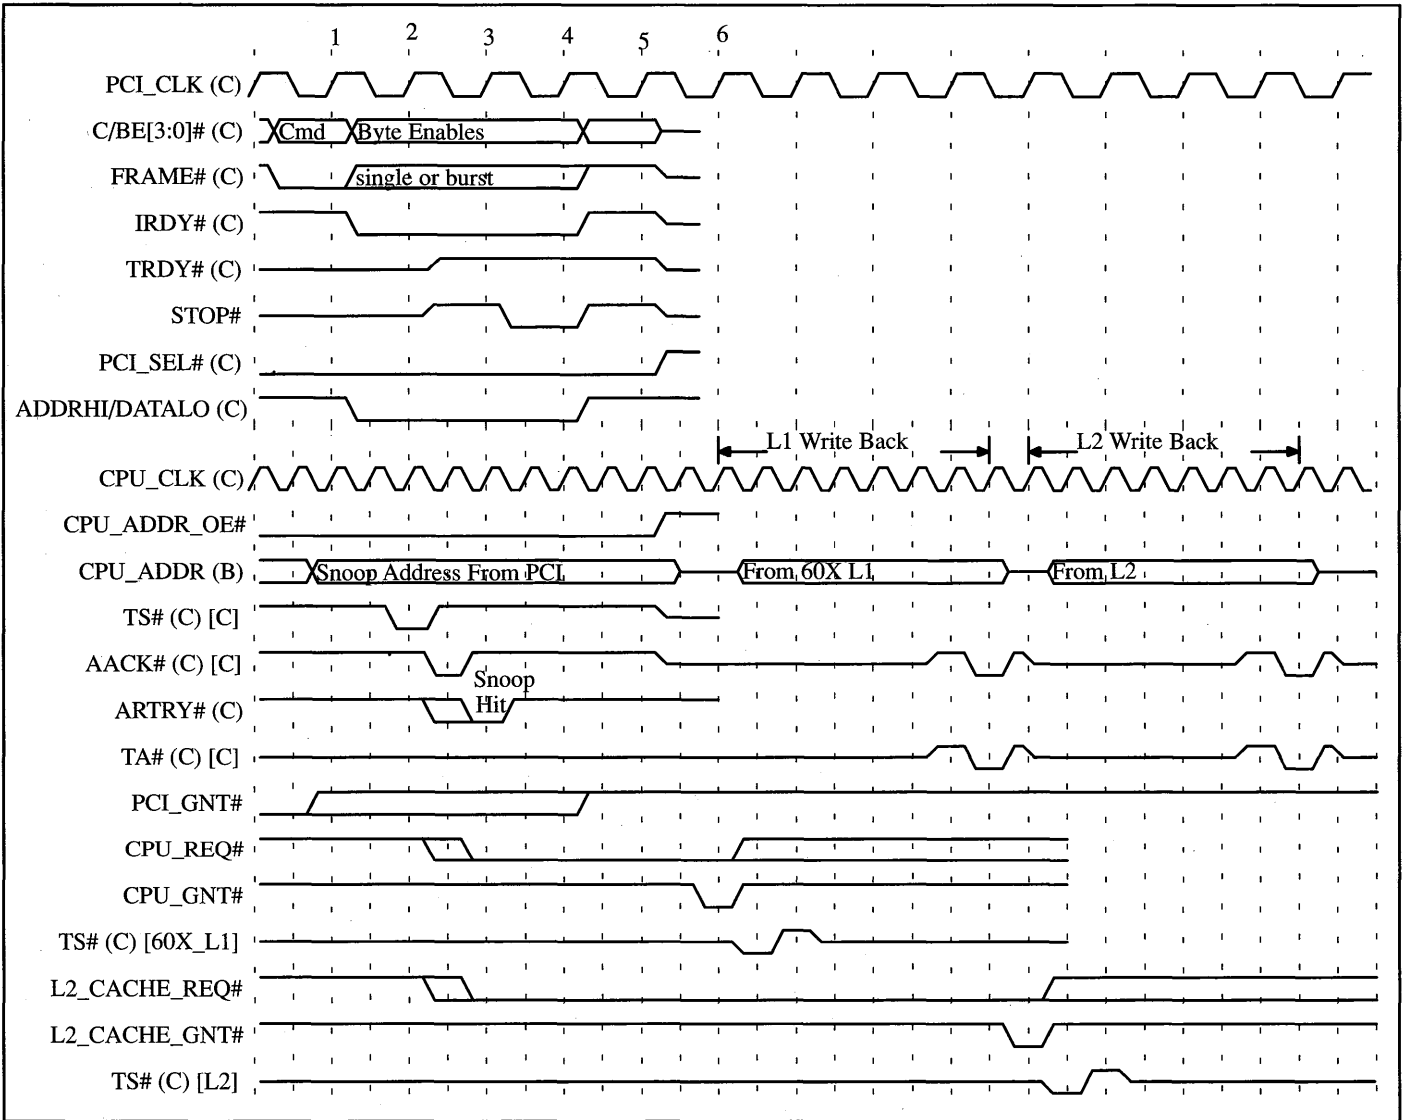 1 2 3 4 5 6
PCI_CLK (C)
C/BE[3:0]# (C) Cmd Byte Enables
FRAME# (C) single or burst
IRDY# (C)
TRDY# (C)
STOP#
PCI_SEL# (C)
ADDRHI/DATALO (C)
L1 Write Back L2 Write Back
CPU_CLK (C)
CPU_ADDR_OE#
CPU_ADDR (B) Snoop Address From PCI From 60X L1 From L2
TS# (C) [C]
AACK# (C) [C]
Snoop
Hit
ARTRY# (C)
TA# (C) [C]
PCI_GNT#
CPU_REQ#
CPU_GNT#
TS# (C) [60X_L1]
L2_CACHE_REQ#
L2_CACHE_GNT#
TS# (C) [L2]